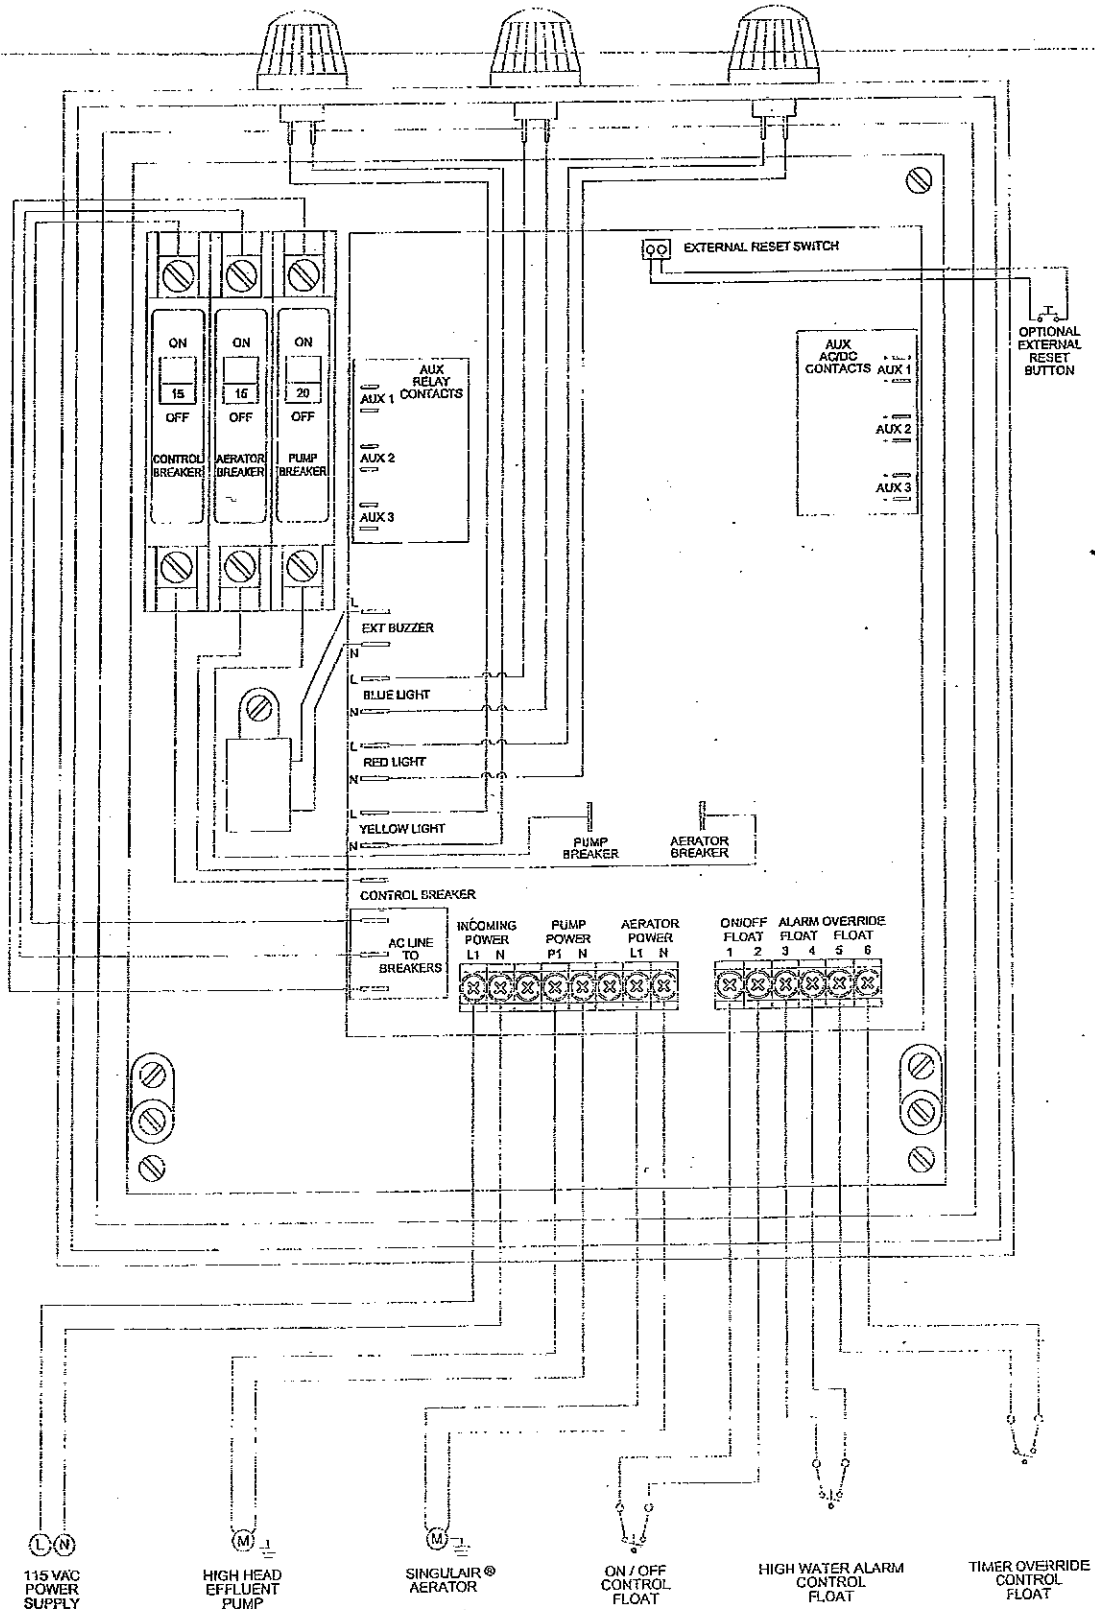 EXTERNAL RESET SWITCH
OPTIONAL
EXTERNAL
RESET
BUTTON
ON
ON
ON
15
15
20
OFF
OFF
OFF
CONTROL
BREAKER
AERATOR
BREAKER
PUMP
BREAKER
AUX
RELAY
CONTACTS
AUX 1
AUX 2
AUX 3
AUX
AC/DC
CONTACTS
AUX 1
AUX 2
AUX 3
L
EXT BUZZER
N
L
BLUE LIGHT
N
L
RED LIGHT
N
L
YELLOW LIGHT
N
PUMP
BREAKER
AERATOR
BREAKER
CONTROL BREAKER
AC LINE
TO
BREAKERS
INCOMING
POWER
L1 N
PUMP
POWER
P1 N
AERATOR
POWER
L1 N
ON/OFF
FLOAT
1 2
ALARM
FLOAT
3 4
OVERRIDE
FLOAT
5 6
L N
115 VAC
POWER
SUPPLY
M
HIGH HEAD
EFFLUENT
PUMP
M
SINGULAIR ®
AERATOR
ON / OFF
CONTROL
FLOAT
HIGH WATER ALARM
CONTROL
FLOAT
TIMER OVERRIDE
CONTROL
FLOAT